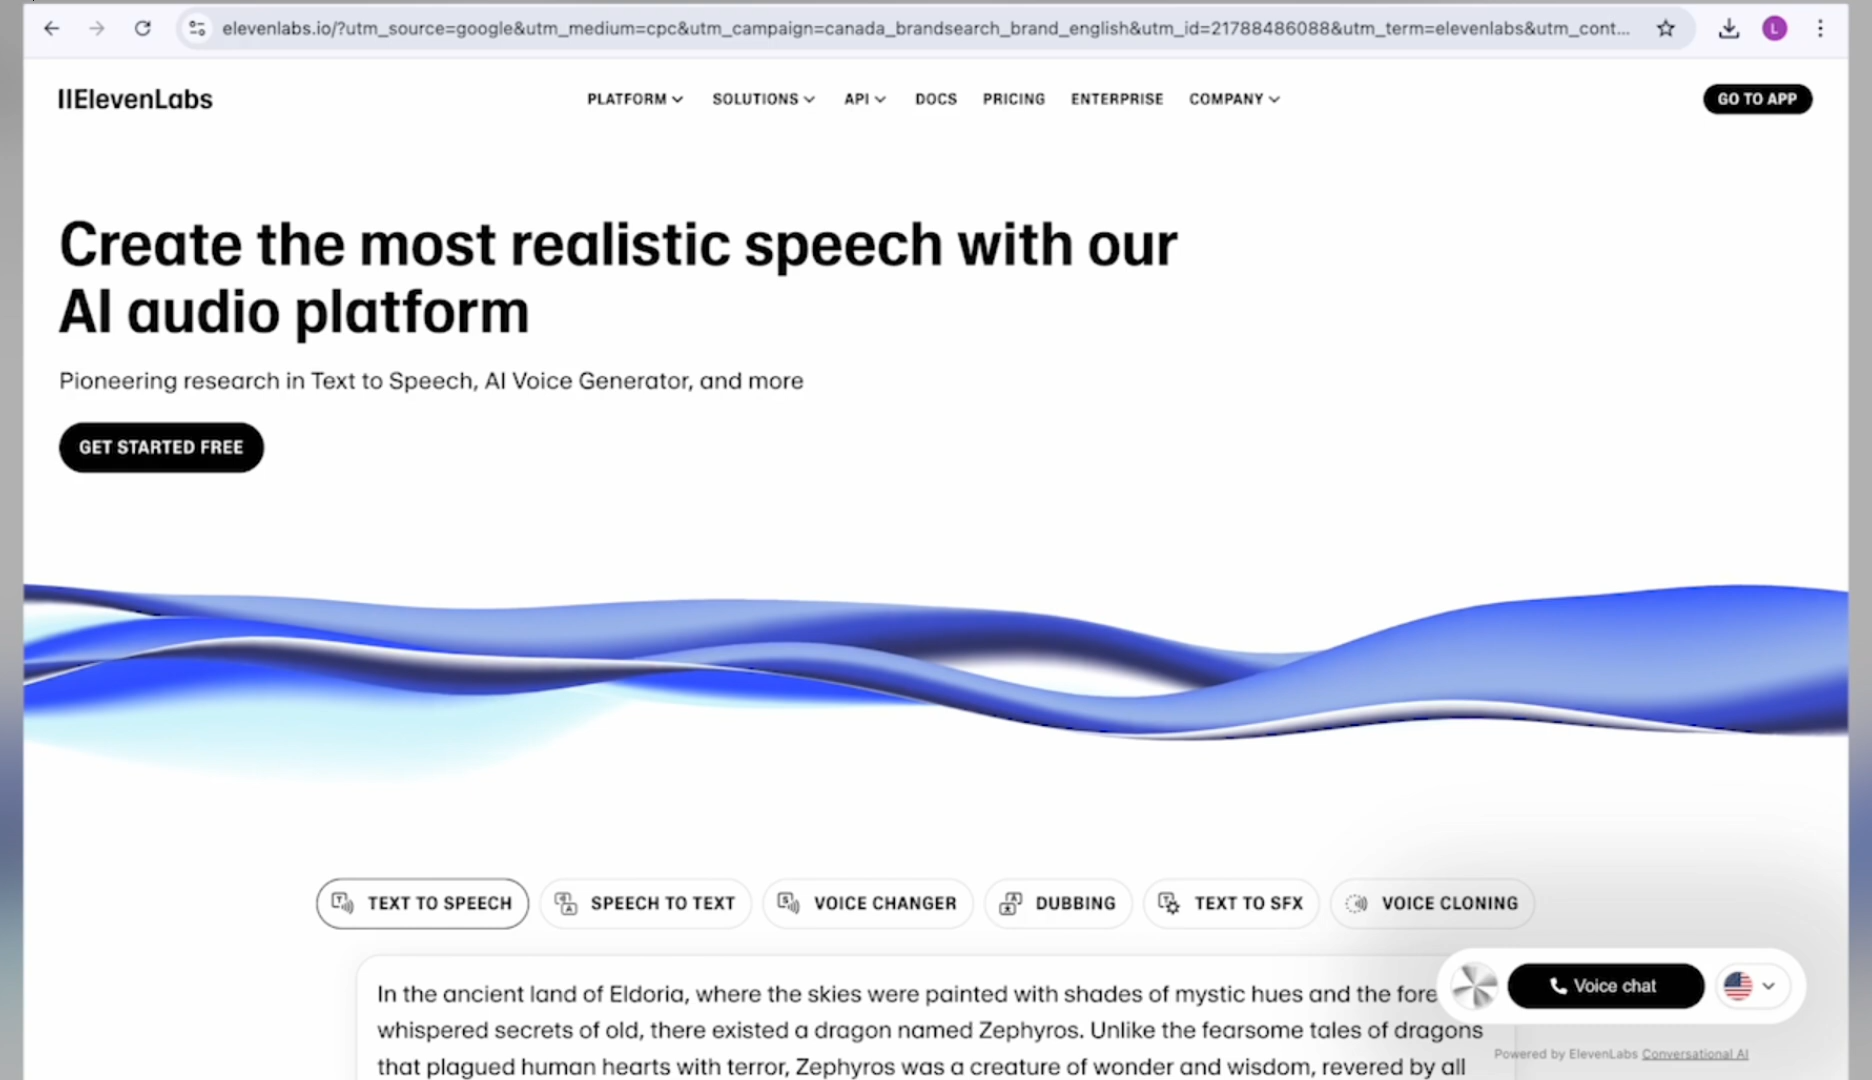 elevenlabs.io/?utm_source=google&utm_medium=cpc&utm_campaign=canada_brandsearch_brand_english&utm_id=21788486088&utm_term=elevenlabs&utm_cont...
L
IIElevenLabs
PLATFORM
SOLUTIONS
API
DOCS
PRICING
ENTERPRISE
COMPANY
GO TO APP
Create the most realistic speech with our
AI audio platform
Pioneering research in Text to Speech, AI Voice Generator, and more
GET STARTED FREE
TEXT TO SPEECH
SPEECH TO TEXT
VOICE CHANGER
DUBBING
TEXT TO SFX
VOICE CLONING
In the ancient land of Eldoria, where the skies were painted with shades of mystic hues and the fore
whispered secrets of old, there existed a dragon named Zephyros. Unlike the fearsome tales of dragons
that plagued human hearts with terror, Zephyros was a creature of wonder and wisdom, revered by all
Voice chat
Powered by ElevenLabs Conversational AI